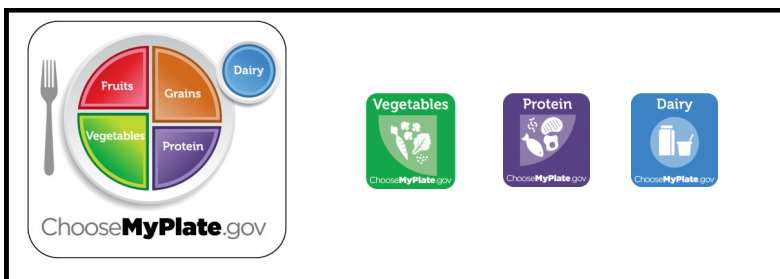 Fruits
Grains
Dairy
Vegetables
Protein
ChooseMyPlate.gov
Vegetables
ChooseMyPlate.gov
Protein
ChooseMyPlate.gov
Dairy
ChooseMyPlate.gov